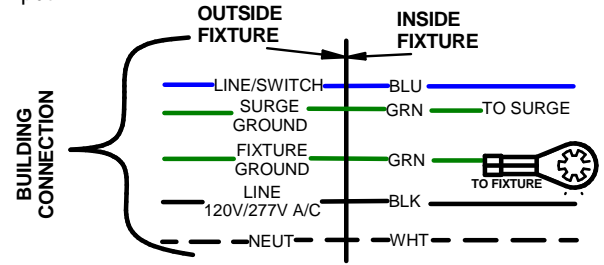 OUTSIDE
FIXTURE
INSIDE
FIXTURE
BUILDING
CONNECTION
LINE/SWITCH
BLU
SURGE
GROUND
GRN
TO SURGE
FIXTURE
GROUND
GRN
TO FIXTURE
LINE
120V/277V A/C
BLK
NEUT
WHT